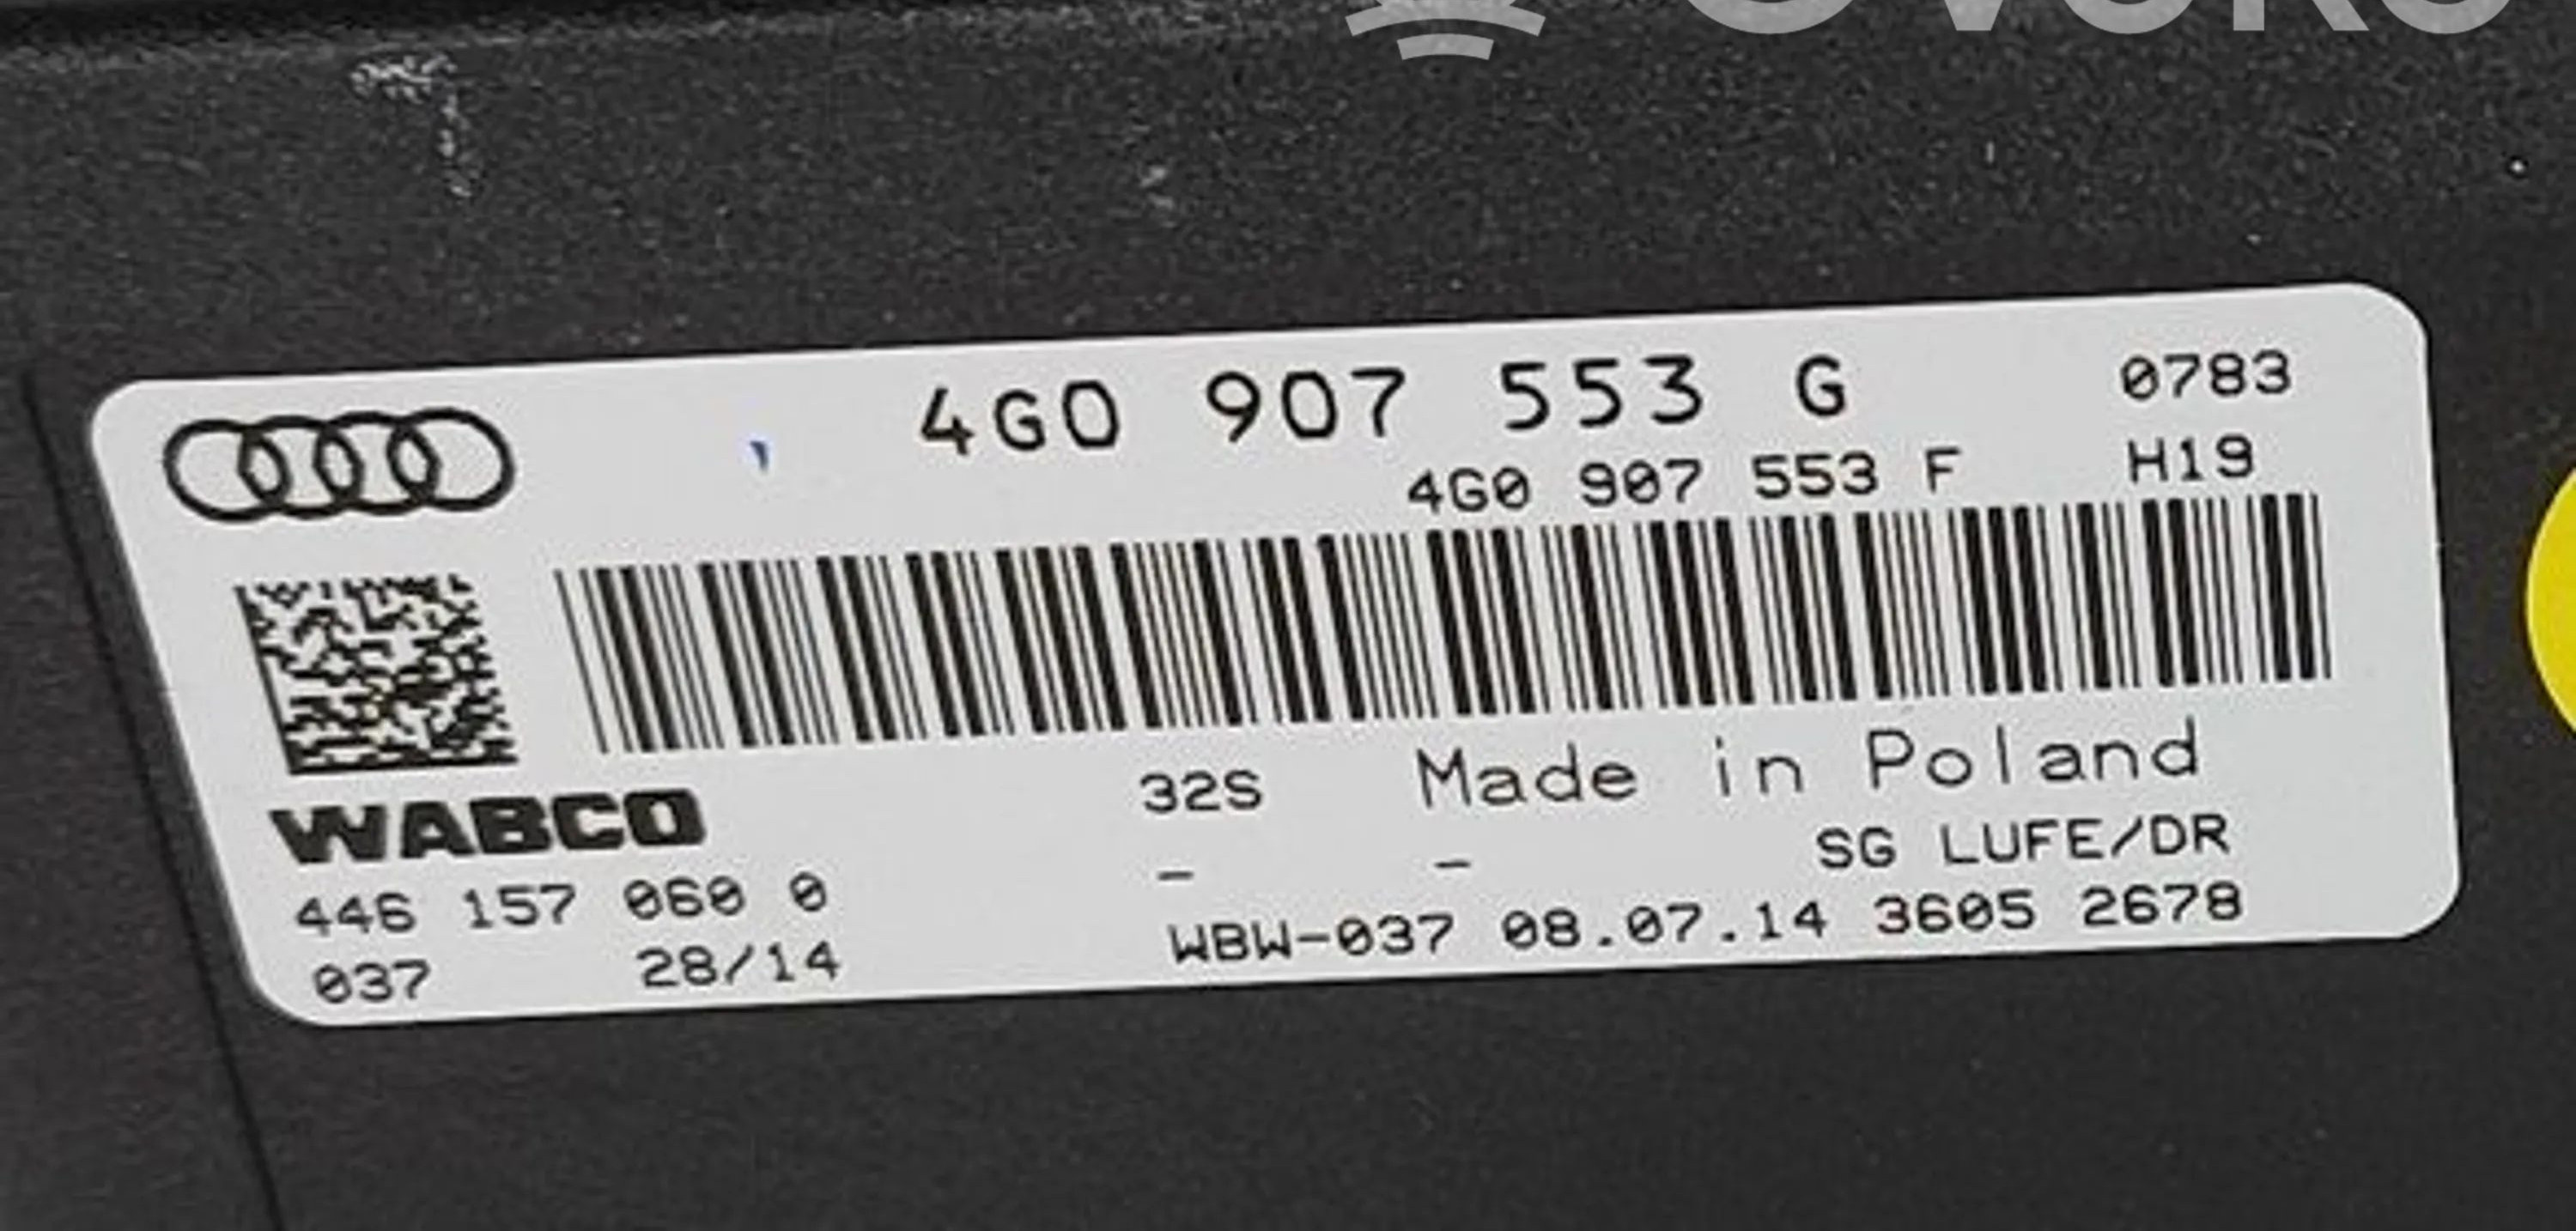 4G0 907 553 G 0783
4G0 907 553 F H19
32S Made in Poland
WABCO
SG LUFE/DR
446 157 060 0 - -
WBW-037 08.07.14 3605 2678
037 28/14